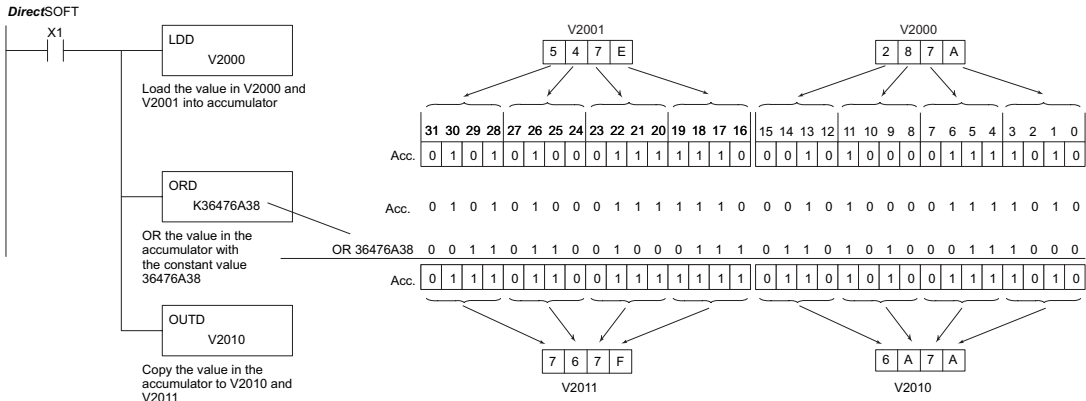 DirectSOFT
X1
LDD
V2000
Load the value in V2000 and
V2001 into accumulator
ORD
K36476A38
OR the value in the
accumulator with
the constant value
36476A38
OUTD
V2010
Copy the value in the
accumulator to V2010 and
V2011
V2001
V2000
5 4 7 E
2 8 7 A
31 30 29 28 27 26 25 24 23 22 21 20 19 18 17 16 15 14 13 12 11 10 9 8 7 6 5 4 3 2 1 0
Acc. 0 1 0 1 0 1 0 0 0 1 1 1 1 1 1 0 0 0 1 0 1 0 0 0 0 1 1 1 1 0 1 0
Acc. 0 1 0 1 0 1 0 0 0 1 1 1 1 1 1 0 0 0 1 0 1 0 0 0 0 1 1 1 1 0 1 0
OR 36476A38 0 0 1 1 0 1 1 0 0 1 0 0 0 1 1 1 0 1 1 0 1 0 1 0 0 0 1 1 1 0 0 0
Acc. 0 1 1 1 0 1 1 0 0 1 1 1 1 1 1 1 0 1 1 0 1 0 1 0 0 1 1 1 1 0 1 0
7 6 7 F
6 A 7 A
V2011
V2010